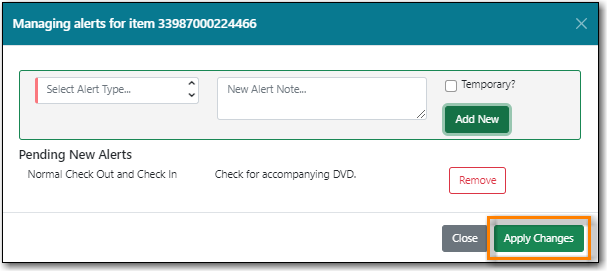 Managing alerts for item 33987000224466
Select Alert Type...
New Alert Note...
Temporary?
Add New
Pending New Alerts
Normal Check Out and Check In
Check for accompanying DVD.
Remove
Close
Apply Changes